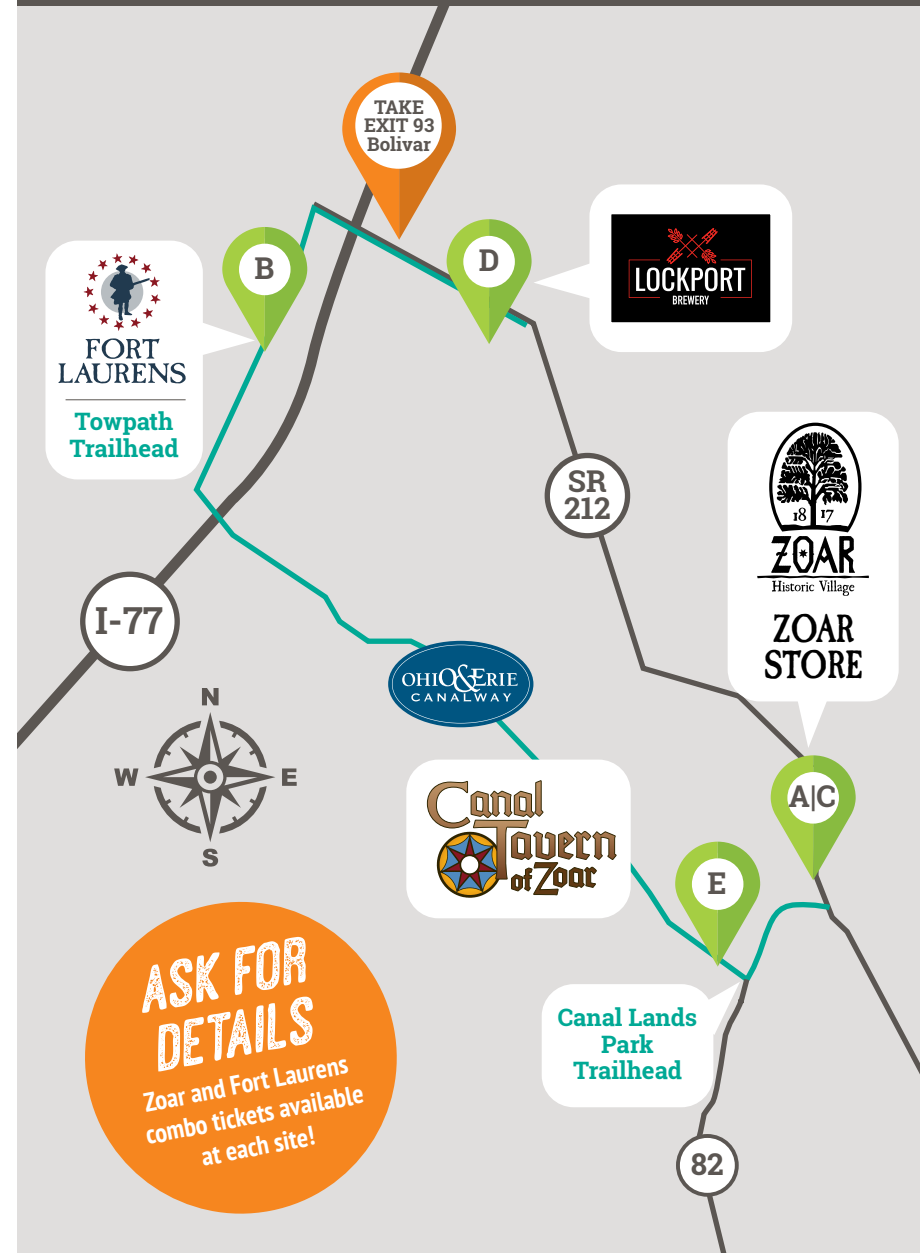 TAKE
EXIT 93
Bolivar
B
D
LOCKPORT
BREWERY
FORT
LAURENS
Towpath
Trailhead
SR
212
18 17
ZOAR
Historic Village
ZOAR
STORE
I-77
OHIO&ERIE
CANALWAY
N
W
E
S
Canal
Tavern
of Zoar
A|C
E
ASK FOR
DETAILS
Zoar and Fort Laurens
combo tickets available
at each site!
Canal Lands
Park
Trailhead
82